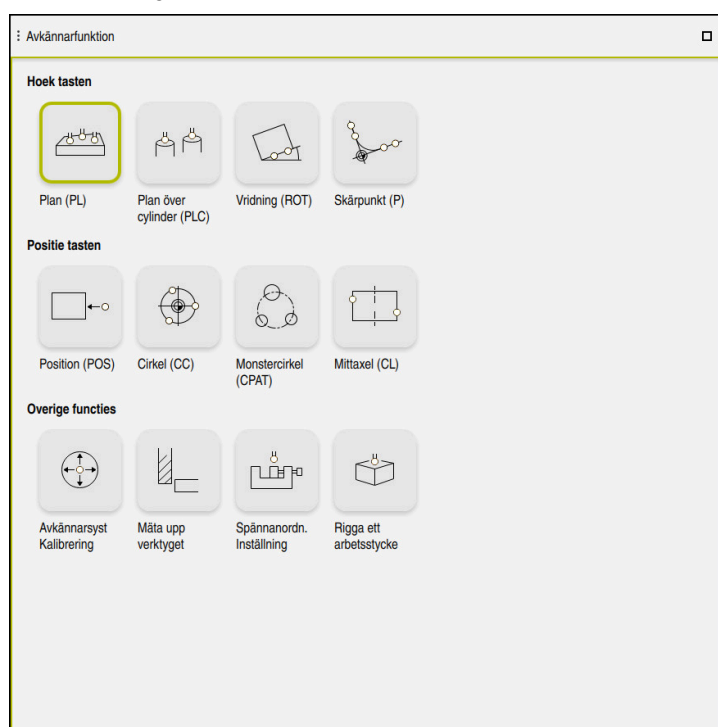 Avkännarfunktion
Hoek tasten
Plan (PL)
Plan över
cylinder (PLC)
Vridning (ROT)
Skärpunkt (P)
Positie tasten
Position (POS)
Cirkel (CC)
Monstercirkel
(CPAT)
Mittaxel (CL)
Overige functies
Avkännarsyst
Kalibrering
Mäta upp
verktyget
Spännanordn.
Inställning
Rigga ett
arbetsstycke